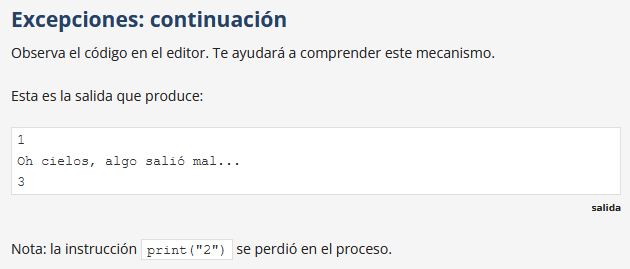 Excepciones: continuación
Observa el código en el editor. Te ayudará a comprender este mecanismo.
Esta es la salida que produce:
1
Oh cielos, algo salió mal...
3
salida
Nota: la instrucción print("2") se perdió en el proceso.